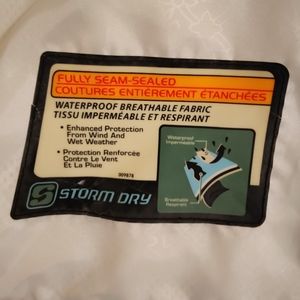 FULLY SEAM-SEALED
COUTURES ENTIÈREMENT ÉTANCHÉES
WATERPROOF BREATHABLE FABRIC
TISSU IMPERMÉABLE ET RESPIRANT
• Enhanced Protection
From Wind And
Wet Weather
• Protection Renforcée
Contre Le Vent
Et La Pluie
009878
Waterproof
Imperméable
Breathable
Respirant
S STORM DRY